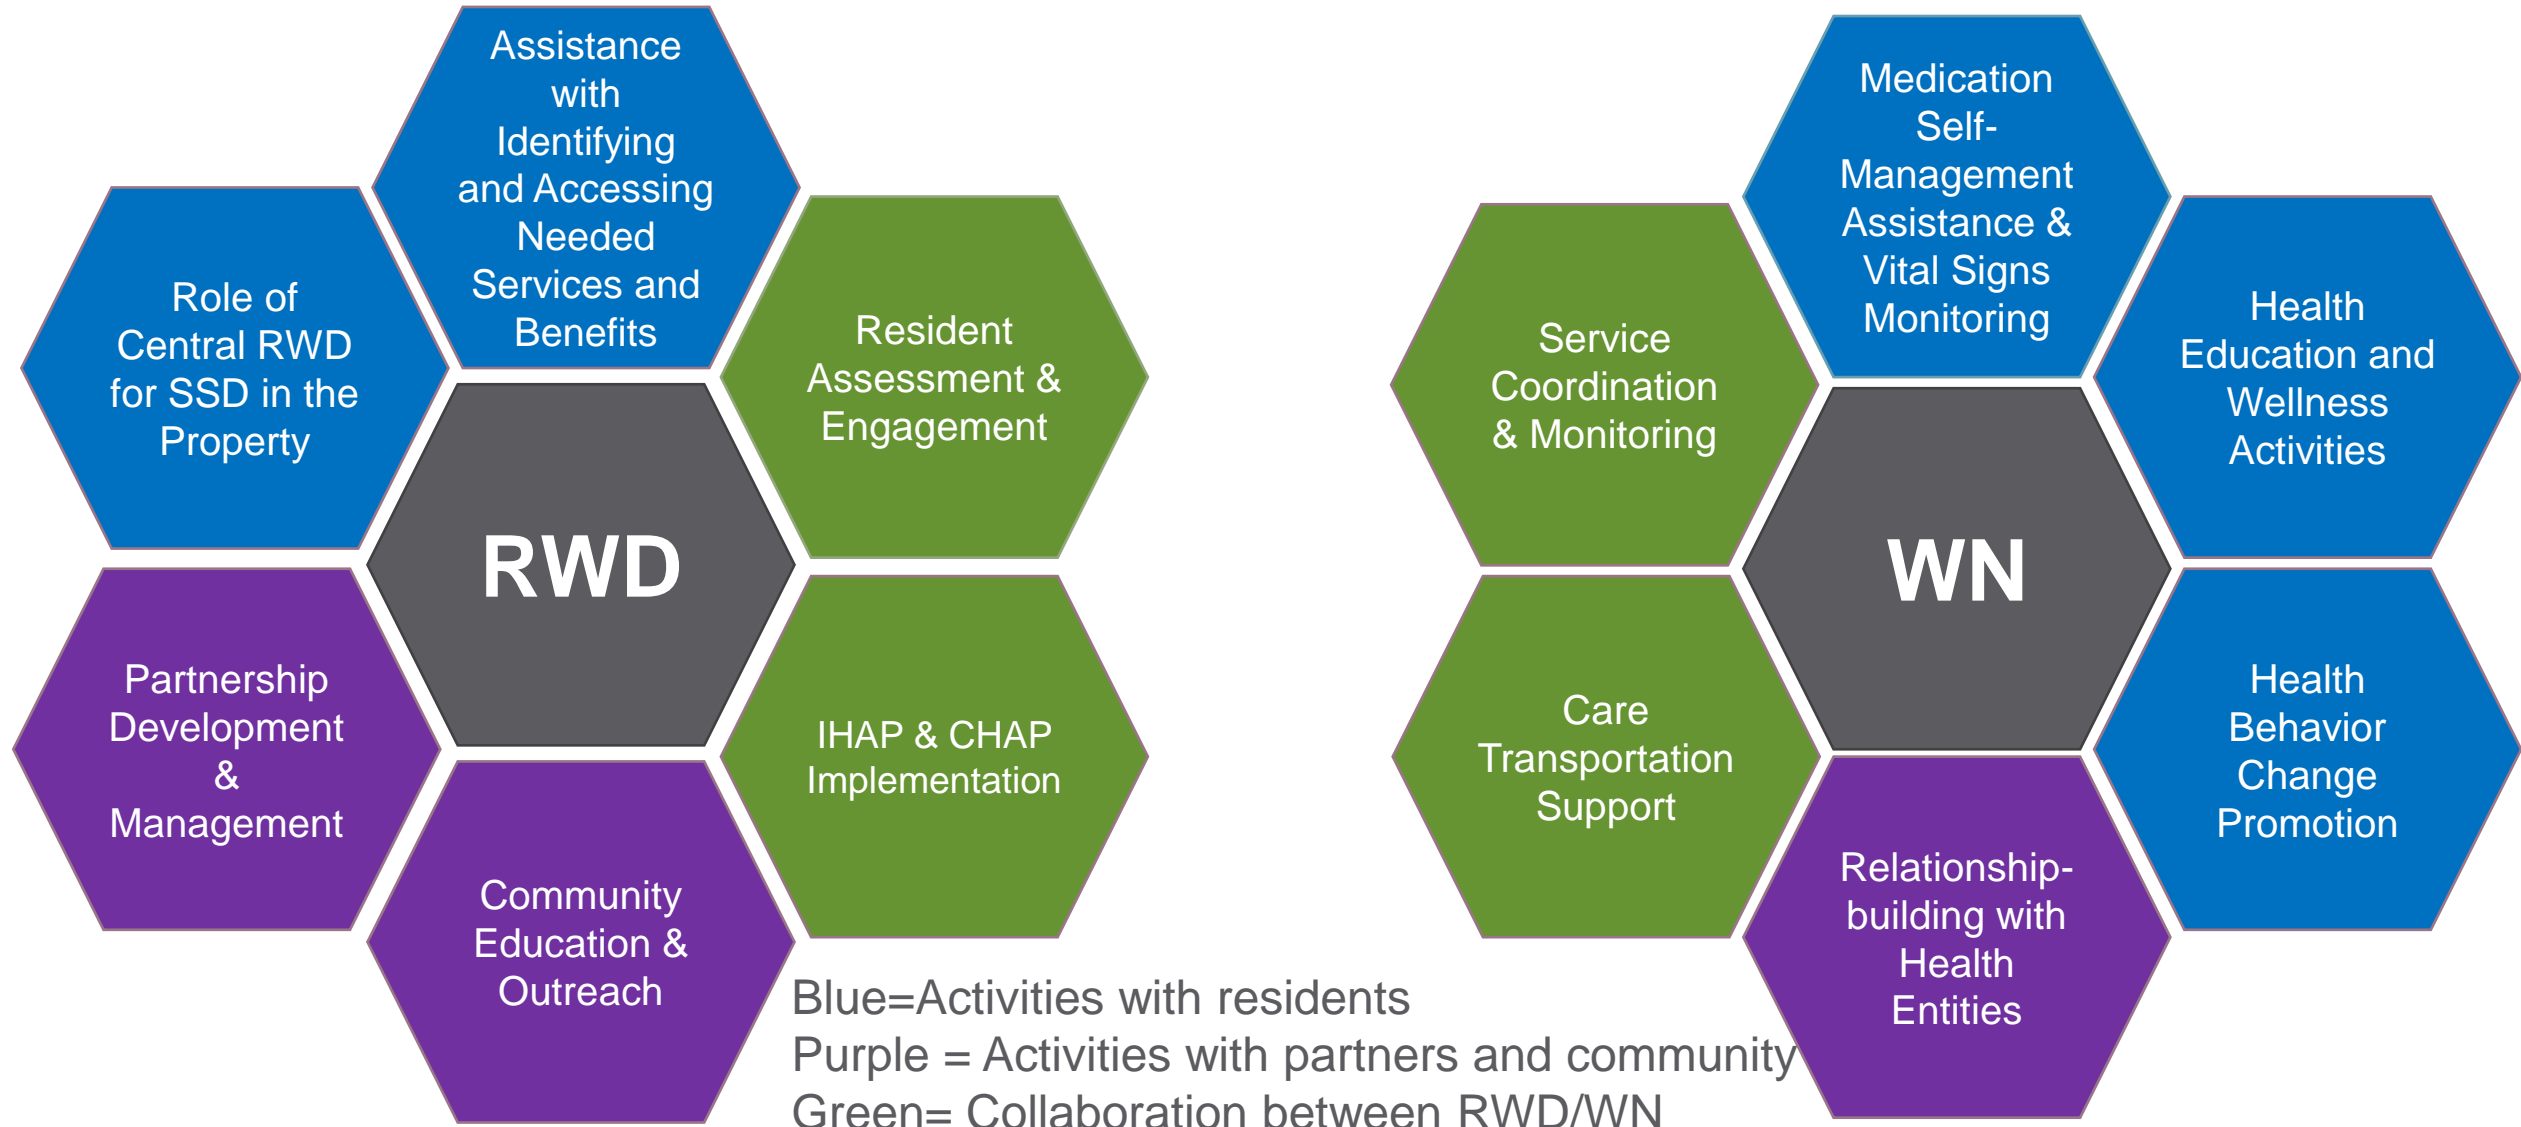 Assistance
with
Identifying
and Accessing
Needed
Services and
Benefits
Role of
Central RWD
for SSD in the
Property
Resident
Assessment &
Engagement
RWD
Partnership
Development
&
Management
IHAP & CHAP
Implementation
Community
Education &
Outreach
Medication
Self-
Management
Assistance &
Vital Signs
Monitoring
Service
Coordination
& Monitoring
Health
Education and
Wellness
Activities
WN
Care
Transportation
Support
Health
Behavior
Change
Promotion
Relationship-
building with
Health
Entities
Blue=Activities with residents
Purple = Activities with partners and community
Green= Collaboration between RWD/WN